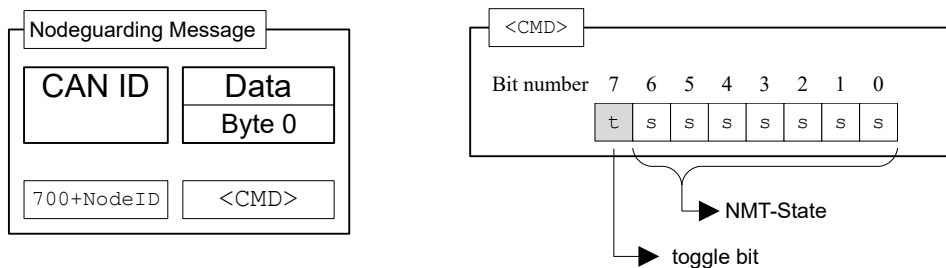 Nodeguarding Message
CAN ID
Data
Byte 0
700+NodeID
<CMD>
<CMD>
Bit number 7 6 5 4 3 2 1 0
t s s s s s s s
NMT-State
toggle bit